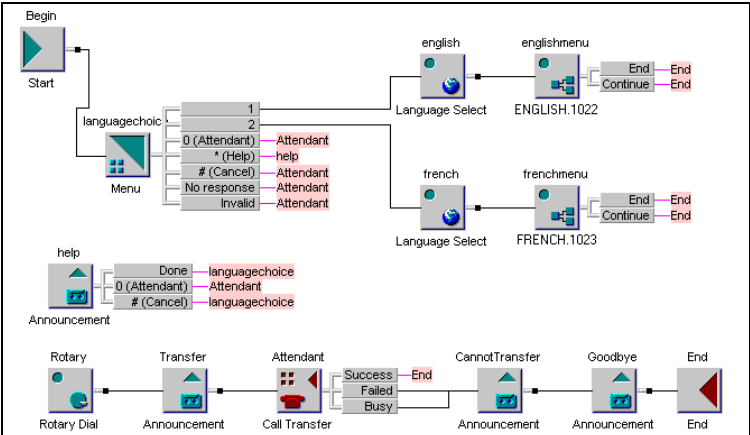 Begin
Start
languagechoic
Menu
1
2
0 (Attendant) Attendant
* (Help) help
# (Cancel) Attendant
No response Attendant
Invalid Attendant
english
Language Select
englishmenu
ENGLISH.1022
End End
Continue End
french
Language Select
frenchmenu
FRENCH.1023
End End
Continue End
help
Announcement
Done languagechoice
0 (Attendant) Attendant
# (Cancel) languagechoice
Rotary
Rotary Dial
Transfer
Announcement
Attendant
Call Transfer
Success End
Failed
Busy
CannotTransfer
Announcement
Goodbye
Announcement
End
End